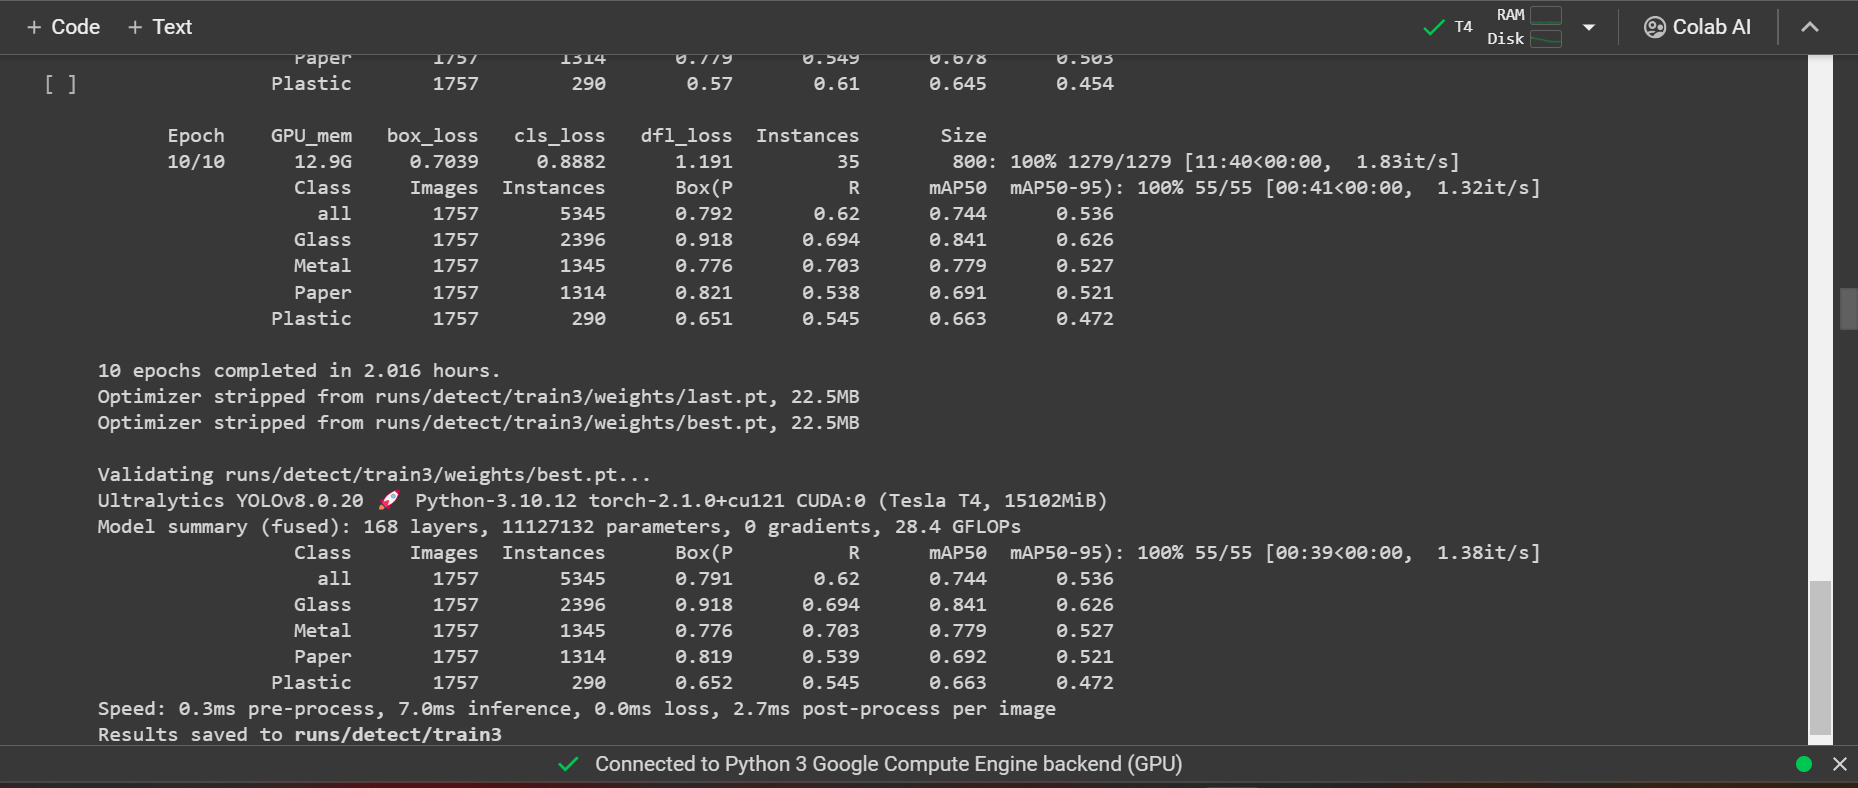 + Code + Text T4 RAM Disk Colab AI
Paper 1757 1314 0.779 0.549 0.678 0.503
[ ] Plastic 1757 290 0.57 0.61 0.645 0.454
Epoch GPU_mem box_loss cls_loss dfl_loss Instances Size
10/10 12.9G 0.7039 0.8882 1.191 35 800: 100% 1279/1279 [11:40<00:00, 1.83it/s]
Class Images Instances Box(P R mAP50 mAP50-95): 100% 55/55 [00:41<00:00, 1.32it/s]
all 1757 5345 0.792 0.62 0.744 0.536
Glass 1757 2396 0.918 0.694 0.841 0.626
Metal 1757 1345 0.776 0.703 0.779 0.527
Paper 1757 1314 0.821 0.538 0.691 0.521
Plastic 1757 290 0.651 0.545 0.663 0.472
10 epochs completed in 2.016 hours.
Optimizer stripped from runs/detect/train3/weights/last.pt, 22.5MB
Optimizer stripped from runs/detect/train3/weights/best.pt, 22.5MB
Validating runs/detect/train3/weights/best.pt...
Ultralytics YOLOv8.0.20 🚀 Python-3.10.12 torch-2.1.0+cu121 CUDA:0 (Tesla T4, 15102MiB)
Model summary (fused): 168 layers, 11127132 parameters, 0 gradients, 28.4 GFLOPs
Class Images Instances Box(P R mAP50 mAP50-95): 100% 55/55 [00:39<00:00, 1.38it/s]
all 1757 5345 0.791 0.62 0.744 0.536
Glass 1757 2396 0.918 0.694 0.841 0.626
Metal 1757 1345 0.776 0.703 0.779 0.527
Paper 1757 1314 0.819 0.539 0.692 0.521
Plastic 1757 290 0.652 0.545 0.663 0.472
Speed: 0.3ms pre-process, 7.0ms inference, 0.0ms loss, 2.7ms post-process per image
Results saved to runs/detect/train3
Connected to Python 3 Google Compute Engine backend (GPU)